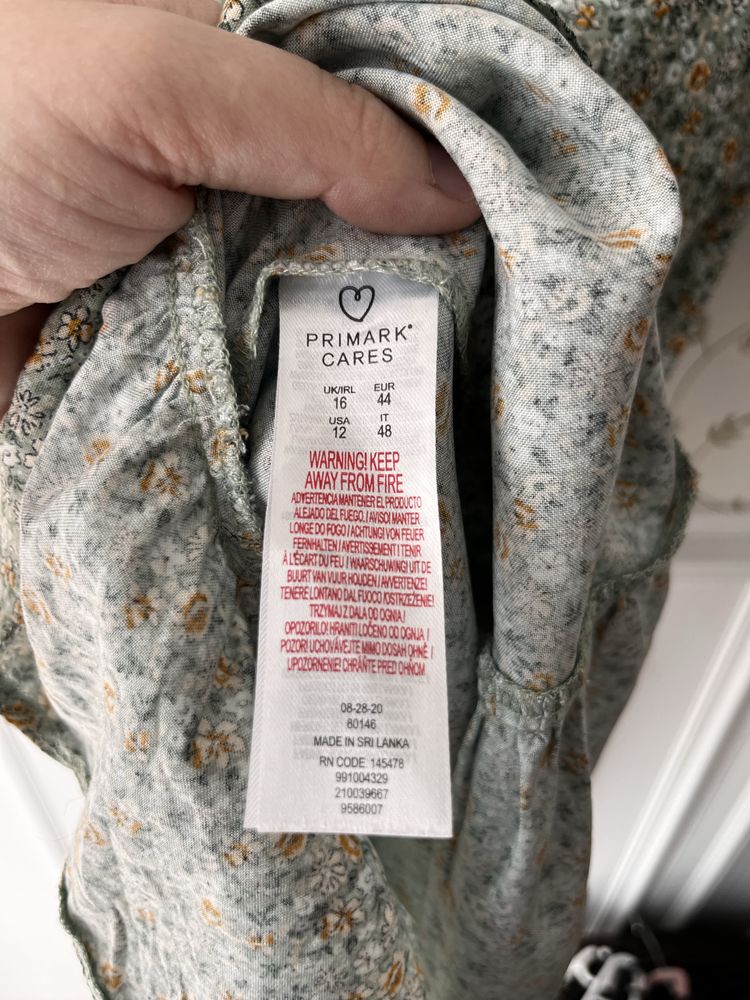 PRIMARK®
CARES
UK/IRL EUR
16 44
USA IT
12 48
WARNING! KEEP
AWAY FROM FIRE
ADVERTENCIA MANTENER EL PRODUCTO
ALEJADO DEL FUEGO. / AVISO! MANTER
LONGE DO FOGO / ACHTUNG! VON FEUER
FERNHALTEN / AVERTISSEMENT ! TENIR
À L'ÉCART DU FEU / WAARSCHUWING! UIT DE
BUURT VAN VUUR HOUDEN / AVVERTENZE!
TENERE LONTANO DAL FUOCO /OSTRZEŻENIE!
TRZYMAJ Z DALA OD OGNIA /
OPOZORILO! HRANITI LOČENO OD OGNJA /
POZOR! UCHOVÁVEJTE MIMO DOSAH OHNĚ /
UPOZORNENIE! CHRÁŇTE PRED OHŇOM
08-28-20
80146
MADE IN SRI LANKA
RN CODE: 145478
991004329
210039667
9586007